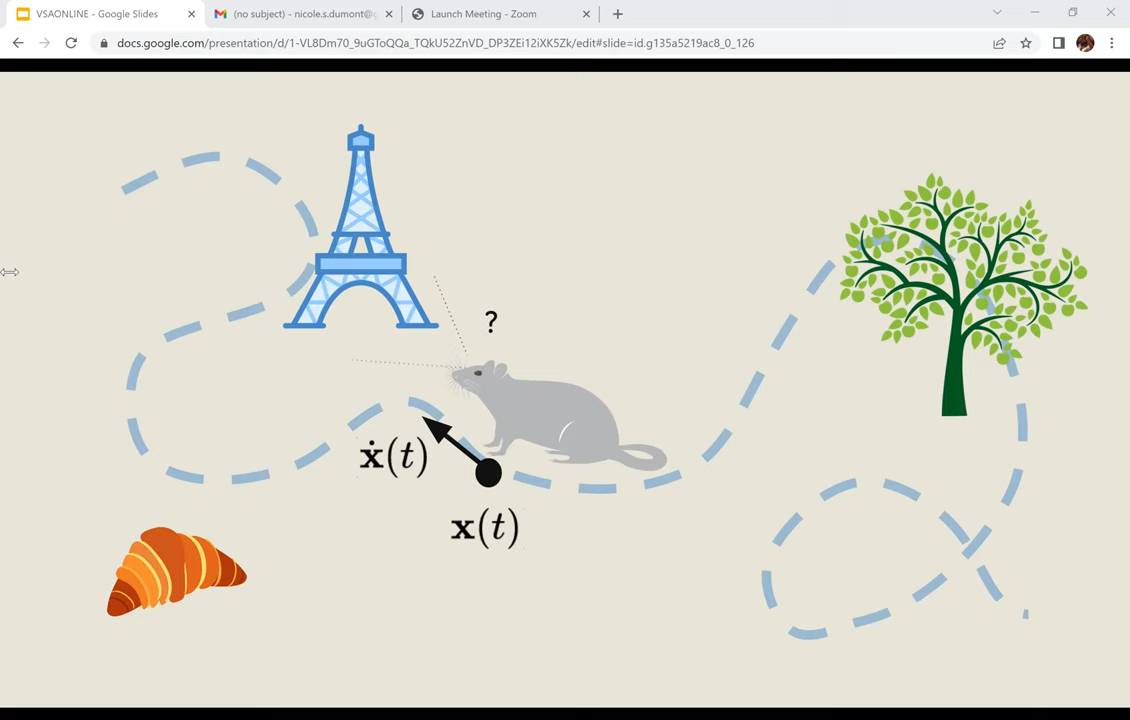 VSAONLINE - Google Slides
(no subject) - nicole.s.dumont@g
Launch Meeting - Zoom
docs.google.com/presentation/d/1-VL8Dm70_9uGToQQa_TQkU52ZnVD_DP3ZEi12iXK5Zk/edit#slide=id.g135a5219ac8_0_126
?
ẋ(t)
x(t)